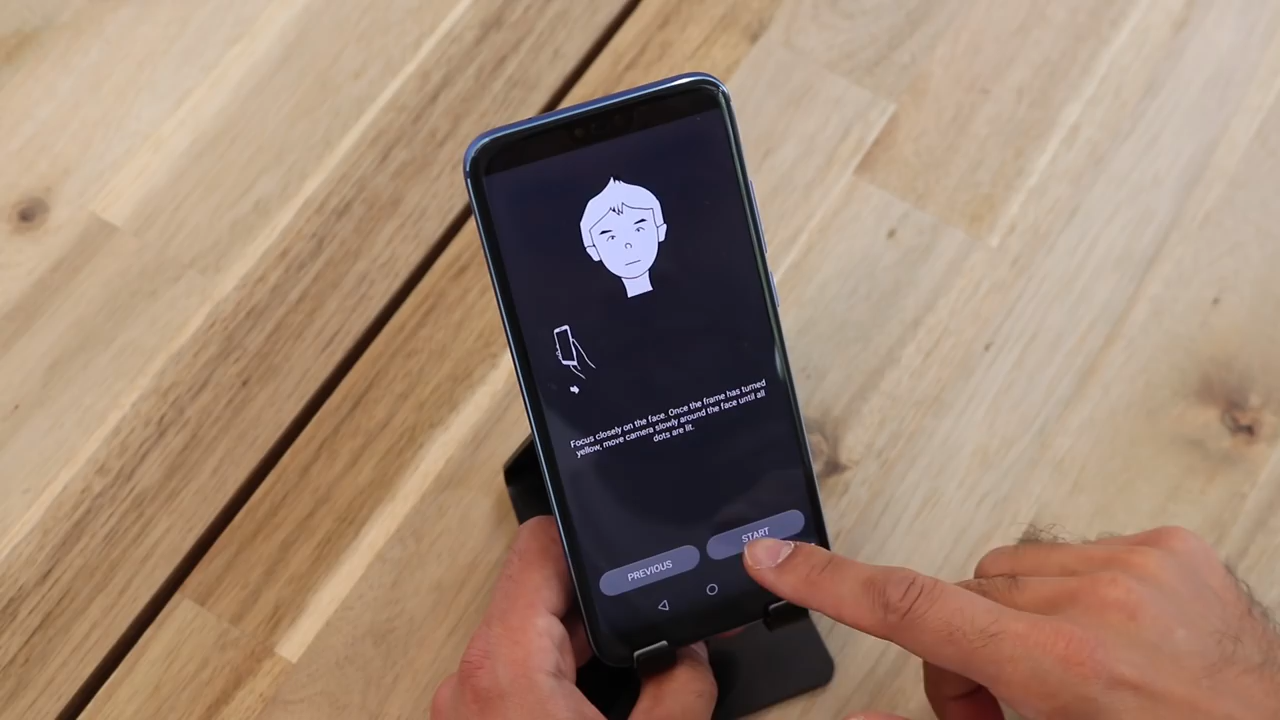 Focus closely on the face. Once the frame has turned
yellow, move camera slowly around the face until all
dots are lit.
PREVIOUS
START